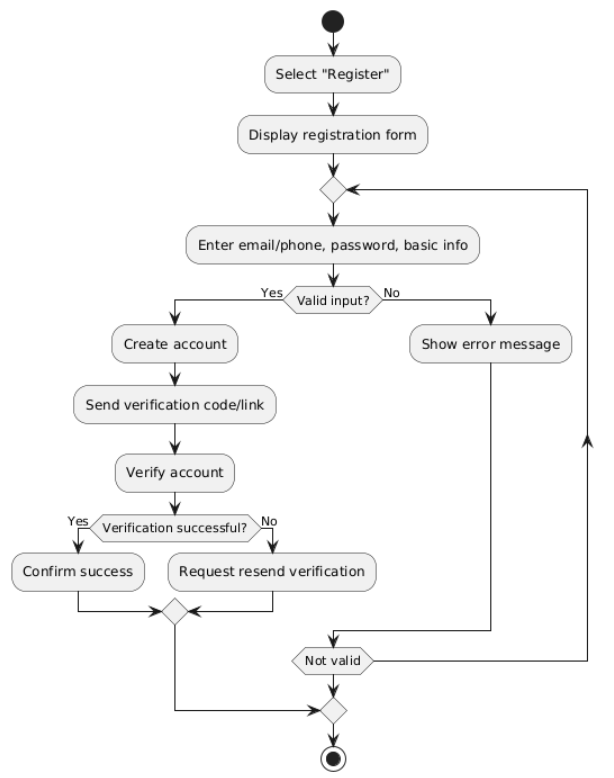 Select "Register"
Display registration form
Enter email/phone, password, basic info
Yes
Valid input?
No
Create account
Show error message
Send verification code/link
Verify account
Yes
Verification successful?
No
Confirm success
Request resend verification
Not valid